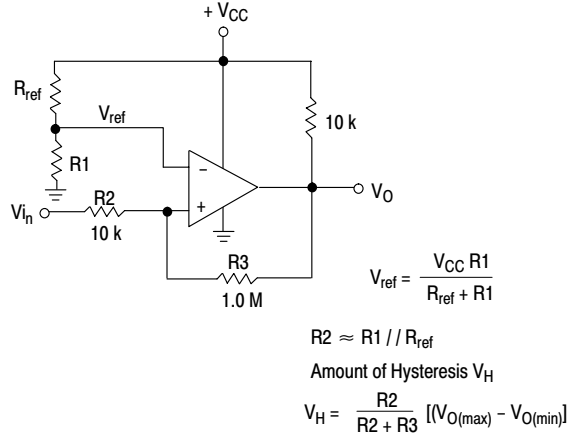 + VCC
Rref
Vref
10 k
R1
–
Vin
R2
+
VO
10 k
R3
1.0 M
Vref = VCC R1 / Rref + R1
R2 ≈ R1 // Rref
Amount of Hysteresis VH
VH = R2 / R2 + R3 [(VO(max) – VO(min)]